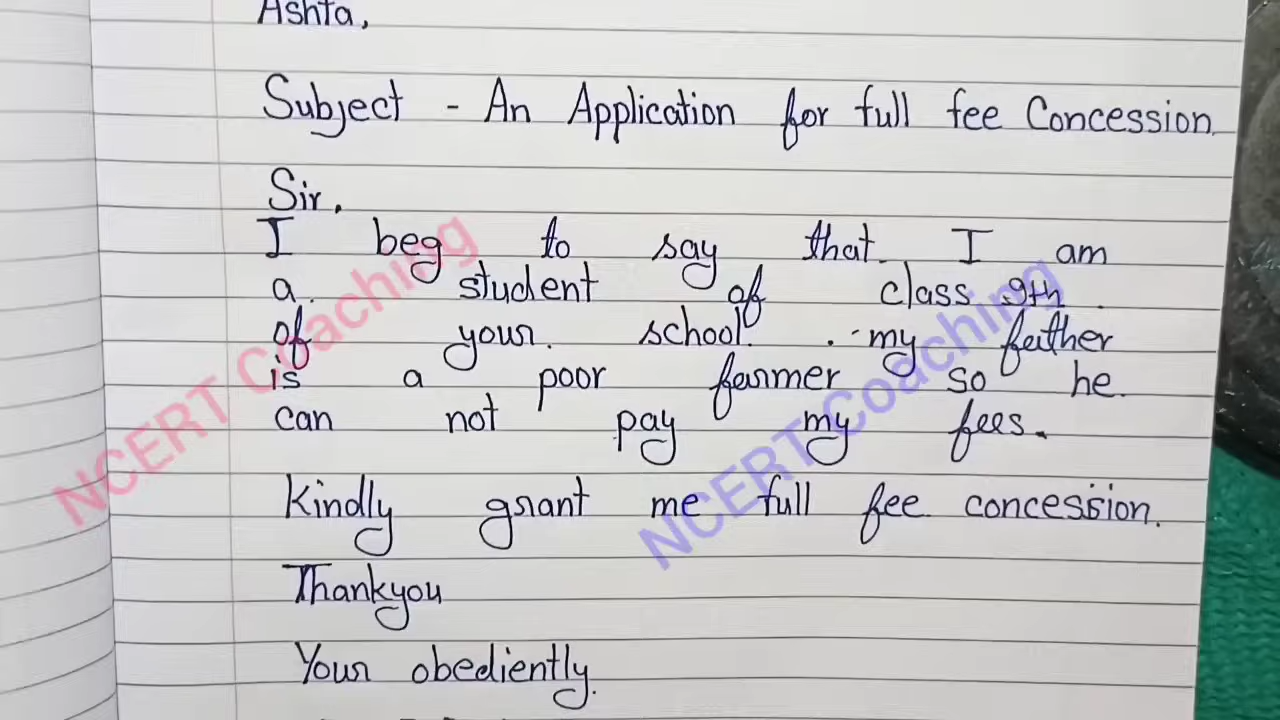 Ashta,
Subject - An Application for full fee Concession.
Sir.
I beg to say that I am
a student of class 9th
of your school. my father
is a poor farmer so he
can not pay my fees.
Kindly grant me full fee concession.
Thankyou
Your obediently.
NCERT Coaching
NCERT Coaching